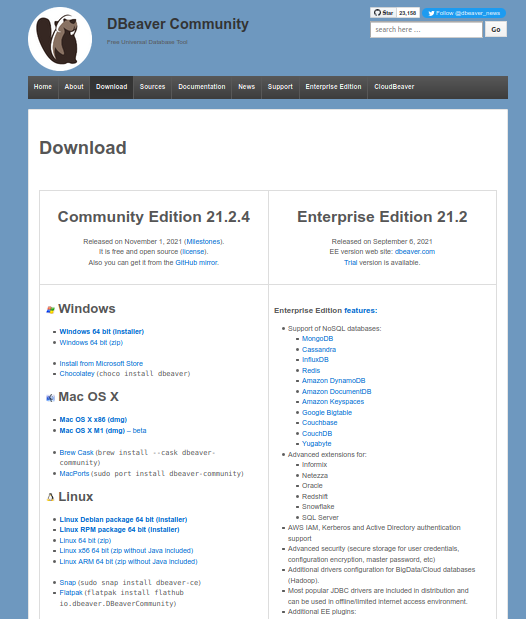 DBeaver Community
Free Universal Database Tool
Star 23,158
Follow @dbeaver_news
search here ...
Go
Home About Download Sources Documentation News Support Enterprise Edition CloudBeaver
Download
Community Edition 21.2.4
Released on November 1, 2021 (Milestones).
It is free and open source (license).
Also you can get it from the GitHub mirror.
Enterprise Edition 21.2
Released on September 6, 2021
EE version web site: dbeaver.com
Trial version is available.
Windows
Windows 64 bit (installer)
Windows 64 bit (zip)
Install from Microsoft Store
Chocolatey (choco install dbeaver)
Mac OS X
Mac OS X x86 (dmg)
Mac OS X M1 (dmg) – beta
Brew Cask (brew install --cask dbeaver-
community)
MacPorts (sudo port install dbeaver-community)
Linux
Linux Debian package 64 bit (installer)
Linux RPM package 64 bit (installer)
Linux 64 bit (zip)
Linux x86 64 bit (zip without Java included)
Linux ARM 64 bit (zip without Java included)
Snap (sudo snap install dbeaver-ce)
Flatpak (flatpak install flathub
io.dbeaver.DBeaverCommunity)
Enterprise Edition features:
Support of NoSQL databases:
MongoDB
Cassandra
InfluxDB
Redis
Amazon DynamoDB
Amazon DocumentDB
Amazon Keyspaces
Google Bigtable
Couchbase
CouchDB
Yugabyte
Advanced extensions for:
Informix
Netezza
Oracle
Redshift
Snowflake
SQL Server
AWS IAM, Kerberos and Active Directory authentication
support
Advanced security (secure storage for user credentials,
configuration encryption, master password, etc)
Additional drivers configuration for BigData/Cloud databases
(Hadoop).
Most popular JDBC drivers are included in distribution and
can be used in offline/limited internet access environment.
Additional EE plugins: